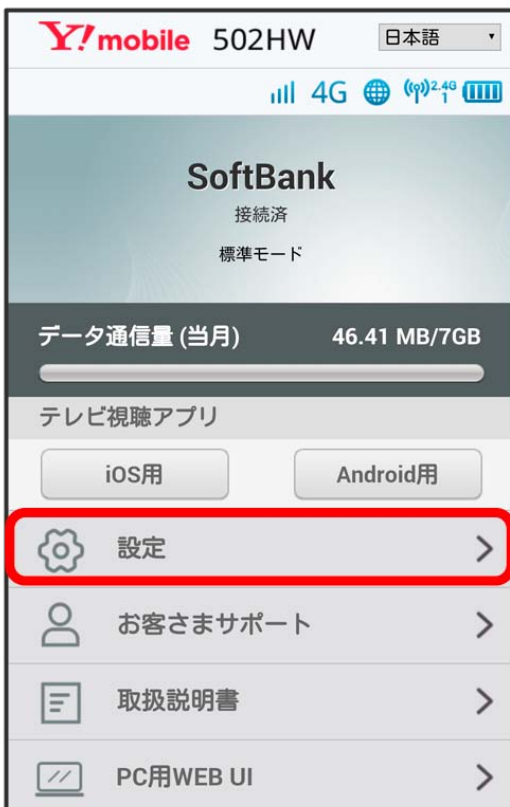 Y!mobile 502HW 日本語
4G 2.4G 1
SoftBank
接続済
標準モード
データ通信量 (当月) 46.41 MB/7GB
テレビ視聴アプリ
iOS用 Android用
設定
お客さまサポート
取扱説明書
PC用WEB UI